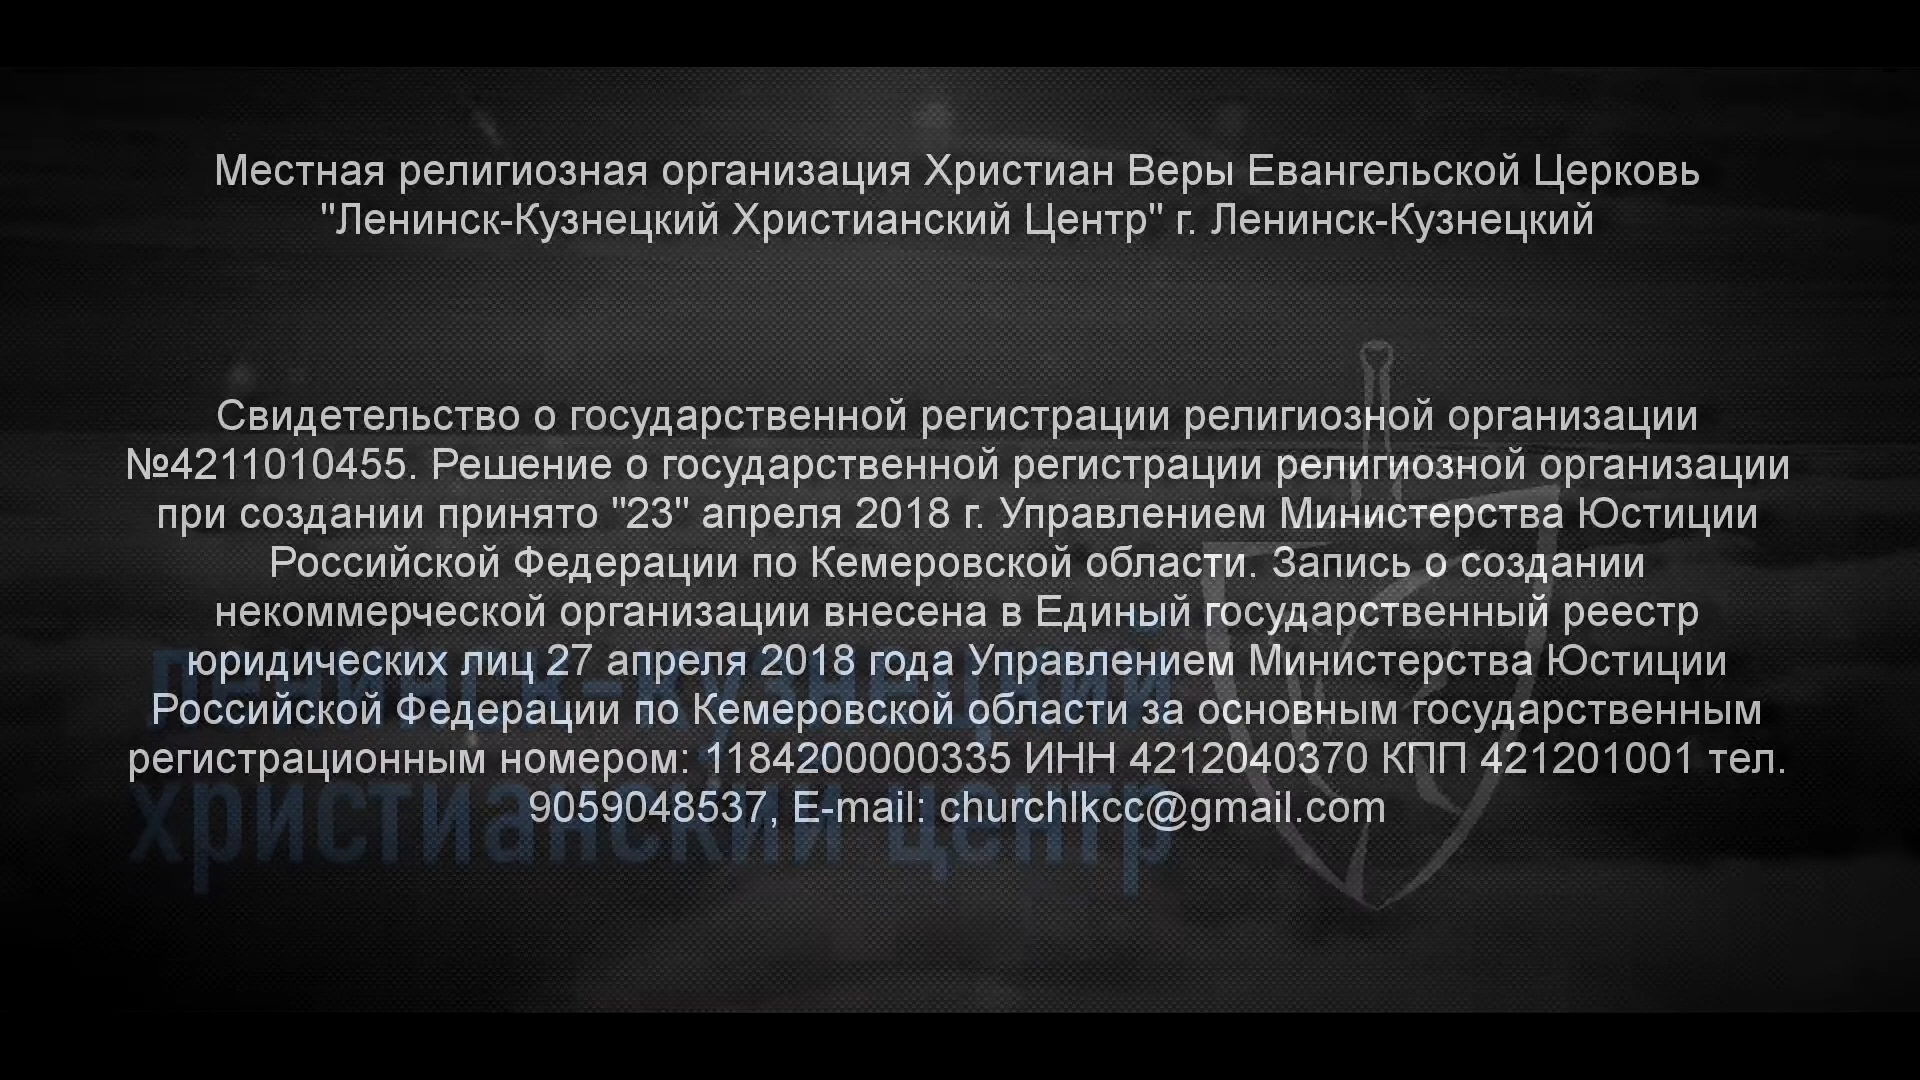 Местная религиозная организация Христиан Веры Евангельской Церковь
"Ленинск-Кузнецкий Христианский Центр" г. Ленинск-Кузнецкий
Свидетельство о государственной регистрации религиозной организации
№4211010455. Решение о государственной регистрации религиозной организации
при создании принято "23" апреля 2018 г. Управлением Министерства Юстиции
Российской Федерации по Кемеровской области. Запись о создании
некоммерческой организации внесена в Единый государственный реестр
юридических лиц 27 апреля 2018 года Управлением Министерства Юстиции
Российской Федерации по Кемеровской области за основным государственным
регистрационным номером: 1184200000335 ИНН 4212040370 КПП 421201001 тел.
9059048537, E-mail: churchlkcc@gmail.com
ленинск-кузнецкий
христианский центр